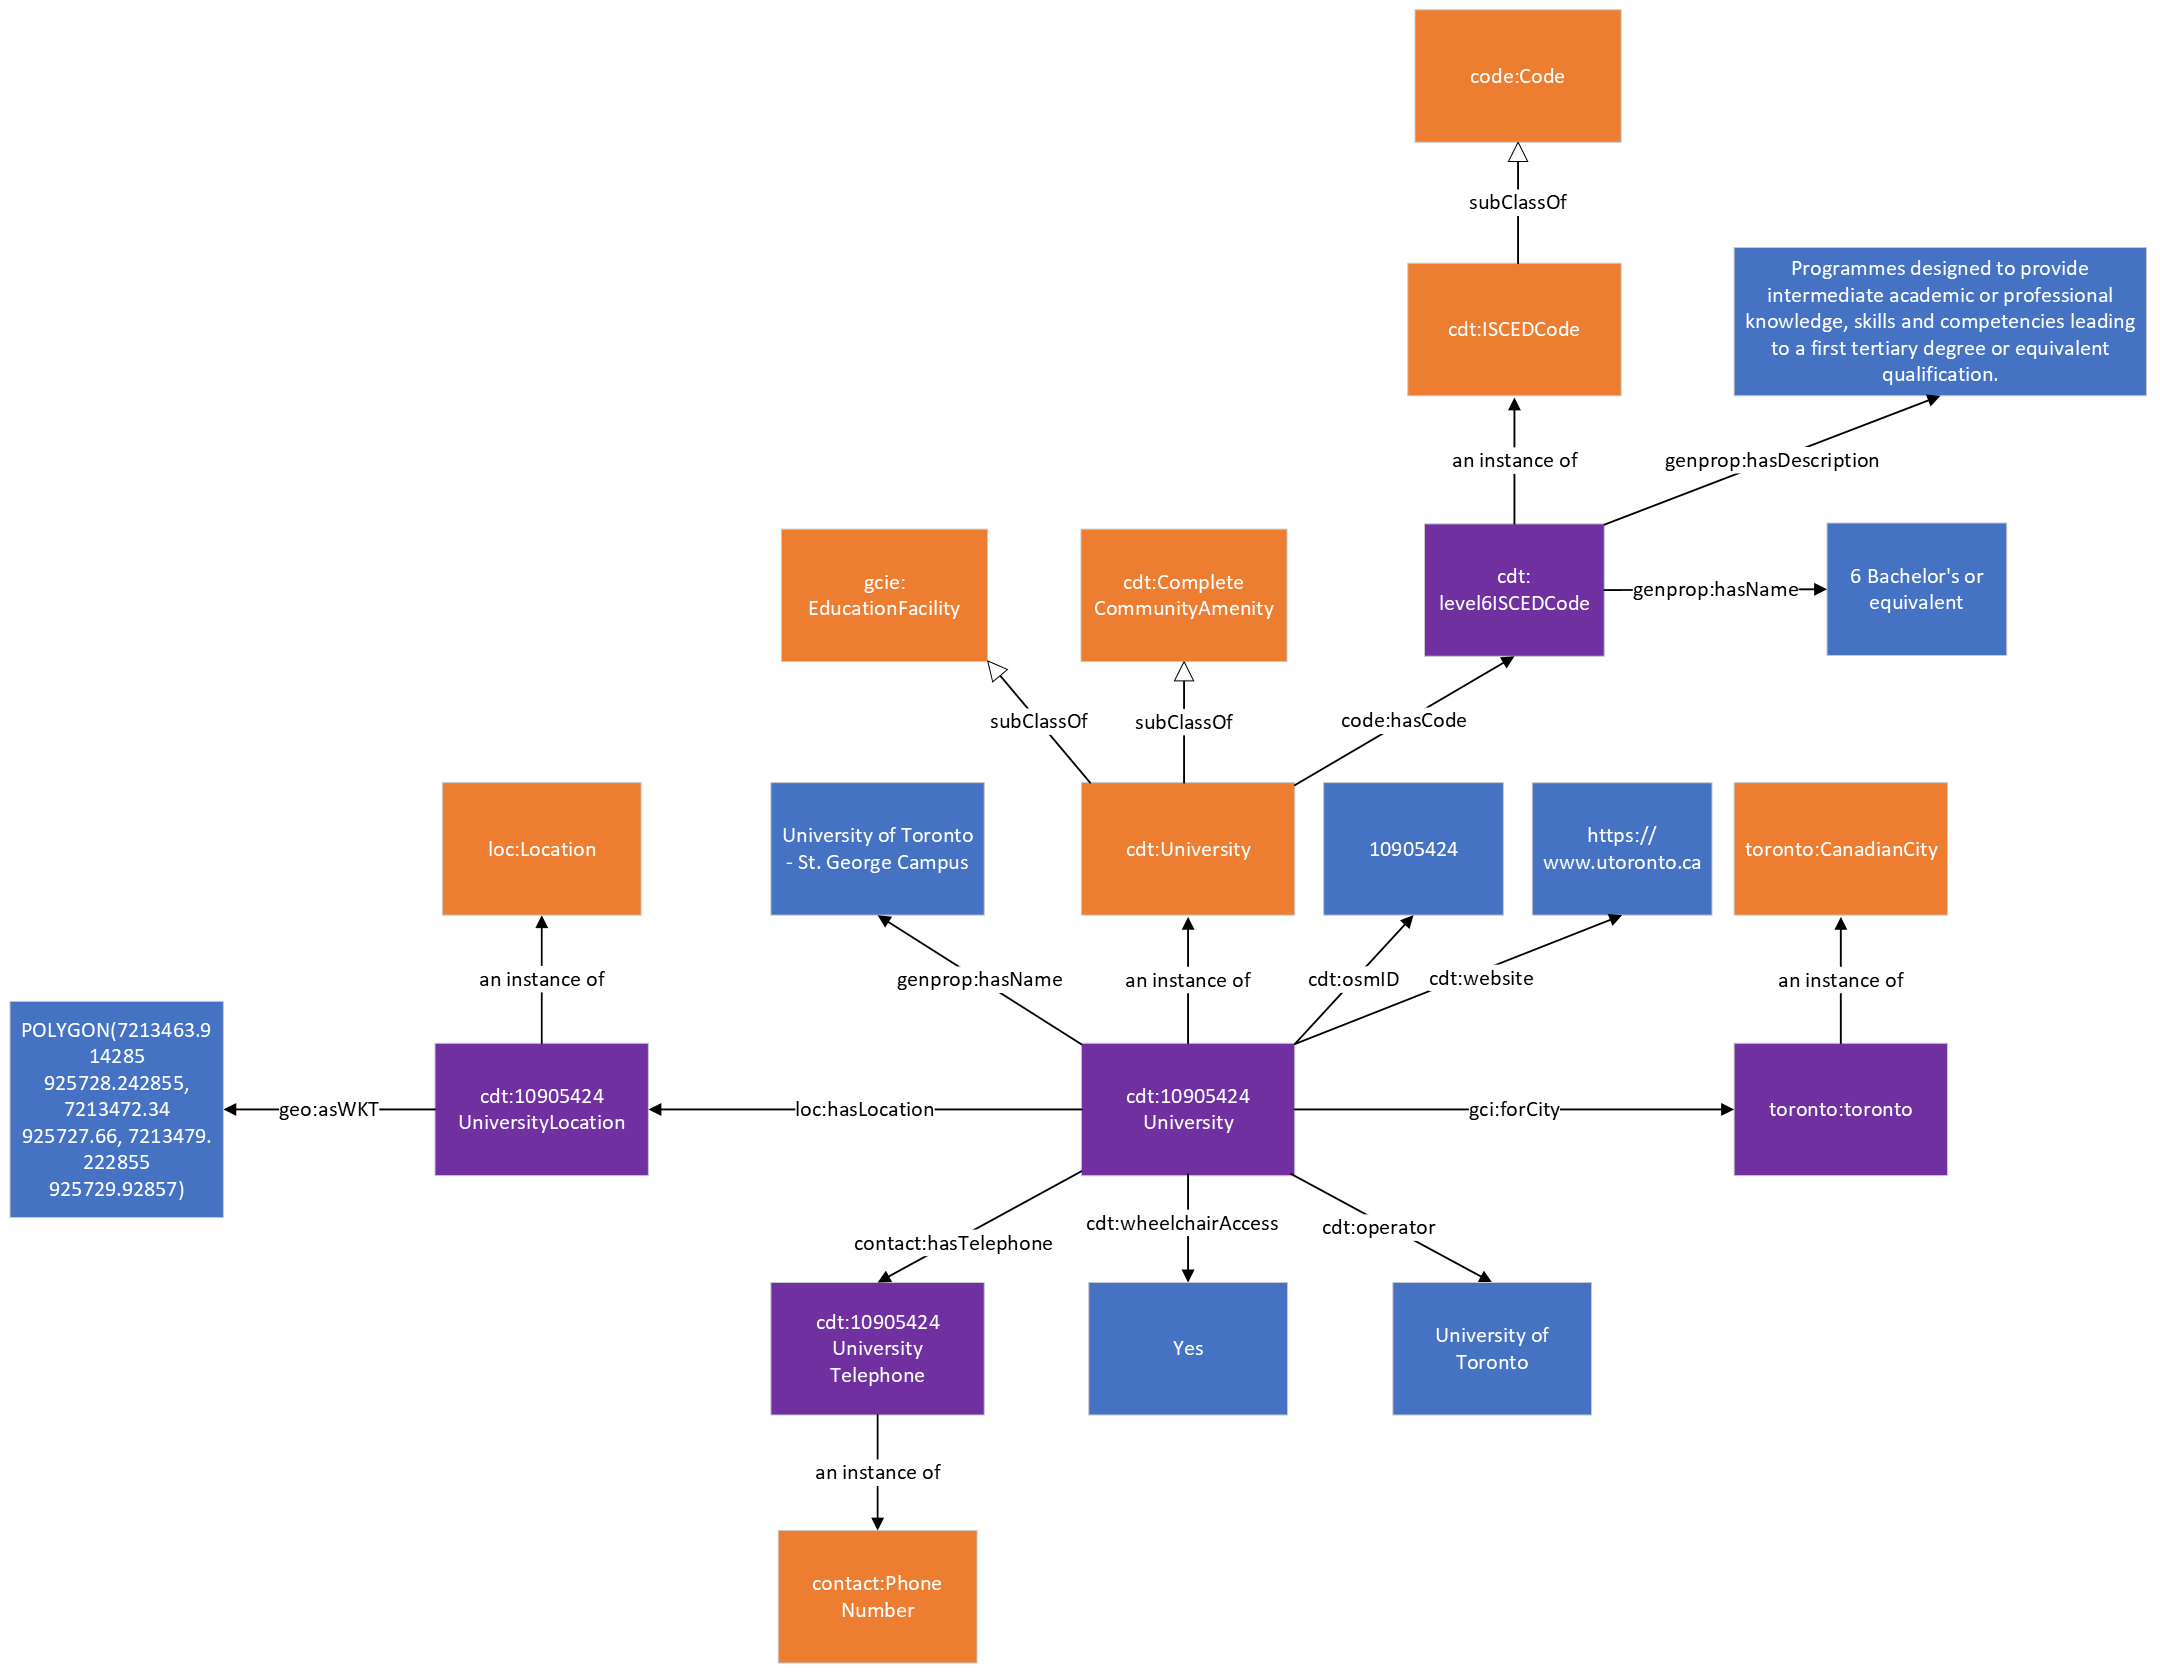 code:Code
subClassOf
cdt:ISCEDCode
Programmes designed to provide
intermediate academic or professional
knowledge, skills and competencies leading
to a first tertiary degree or equivalent
qualification.
an instance of
genprop:hasDescription
gcie:
EducationFacility
cdt:Complete
CommunityAmenity
cdt:
level6ISCEDCode
genprop:hasName
6 Bachelor's or
equivalent
subClassOf
subClassOf
code:hasCode
loc:Location
University of Toronto
- St. George Campus
cdt:University
10905424
https://
www.utoronto.ca
toronto:CanadianCity
an instance of
genprop:hasName
an instance of
cdt:osmID
cdt:website
an instance of
POLYGON(7213463.9
14285
925728.242855,
7213472.34
925727.66, 7213479.
222855
925729.92857)
geo:asWKT
cdt:10905424
UniversityLocation
loc:hasLocation
cdt:10905424
University
gci:forCity
toronto:toronto
contact:hasTelephone
cdt:wheelchairAccess
cdt:operator
cdt:10905424
University
Telephone
Yes
University of
Toronto
an instance of
contact:Phone
Number